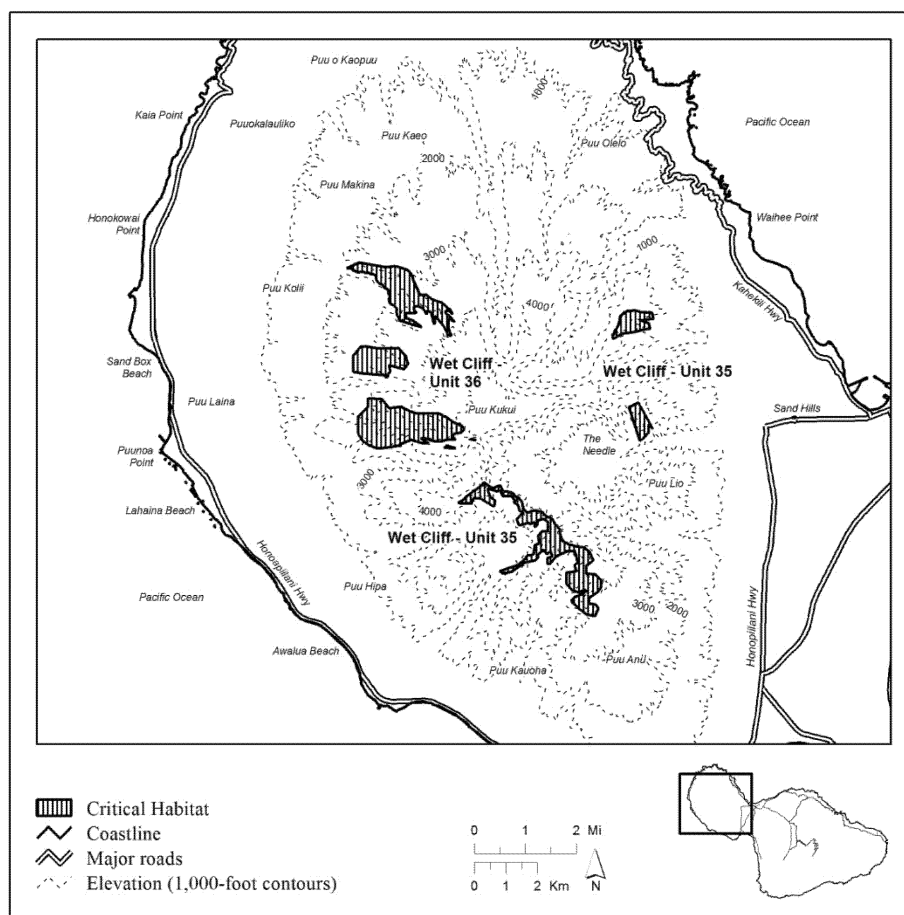 Puu o Kaopuu
Kaia Point
Puuokalauliko
4000
Pacific Ocean
Puu Kaeo
Puu Olelo
2000
Puu Makina
Honokowai
Point
Waihee Point
3000
1000
Puu Kolii
Kahekili Hwy
4000
Sand Box
Beach
Wet Cliff -
Unit 36
Wet Cliff - Unit 35
Puu Laina
Puu Kukui
Sand Hills
The
Needle
Puunoa
Point
3000
Puu Lio
Lahaina Beach
4000
Wet Cliff - Unit 35
Honoapiilani Hwy
Puu Hipa
Pacific Ocean
3000
2000
Honopiilani Hwy
Awalua Beach
Puu Kauoha
Puu Anu
Critical Habitat
Coastline
Major roads
Elevation (1,000-foot contours)
0 1 2 Mi
0 1 2 Km
N